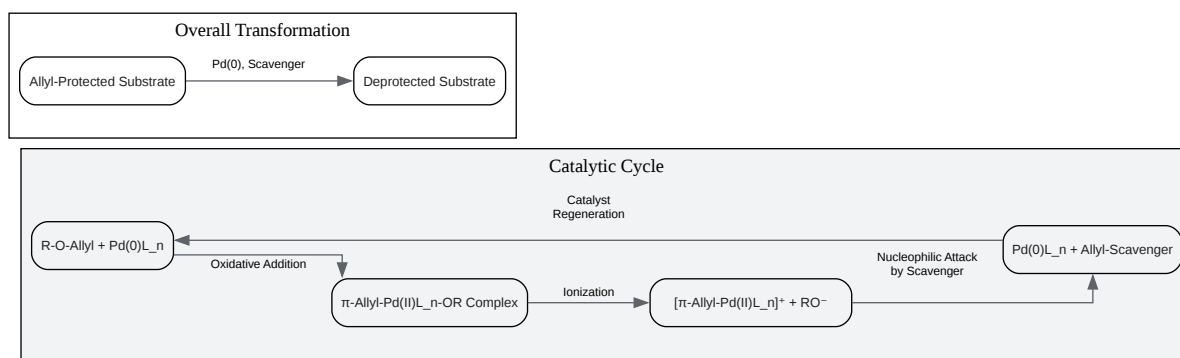 Overall Transformation
Pd(0), Scavenger
Allyl-Protected Substrate
Deprotected Substrate
Catalytic Cycle
Catalyst
Regeneration
R-O-Allyl + Pd(0)L_n
Oxidative Addition
Nucleophilic Attack
by Scavenger
Pd(0)L_n + Allyl-Scavenger
π-Allyl-Pd(II)L_n-OR Complex
Ionization
[π-Allyl-Pd(II)L_n]⁺ + RO⁻